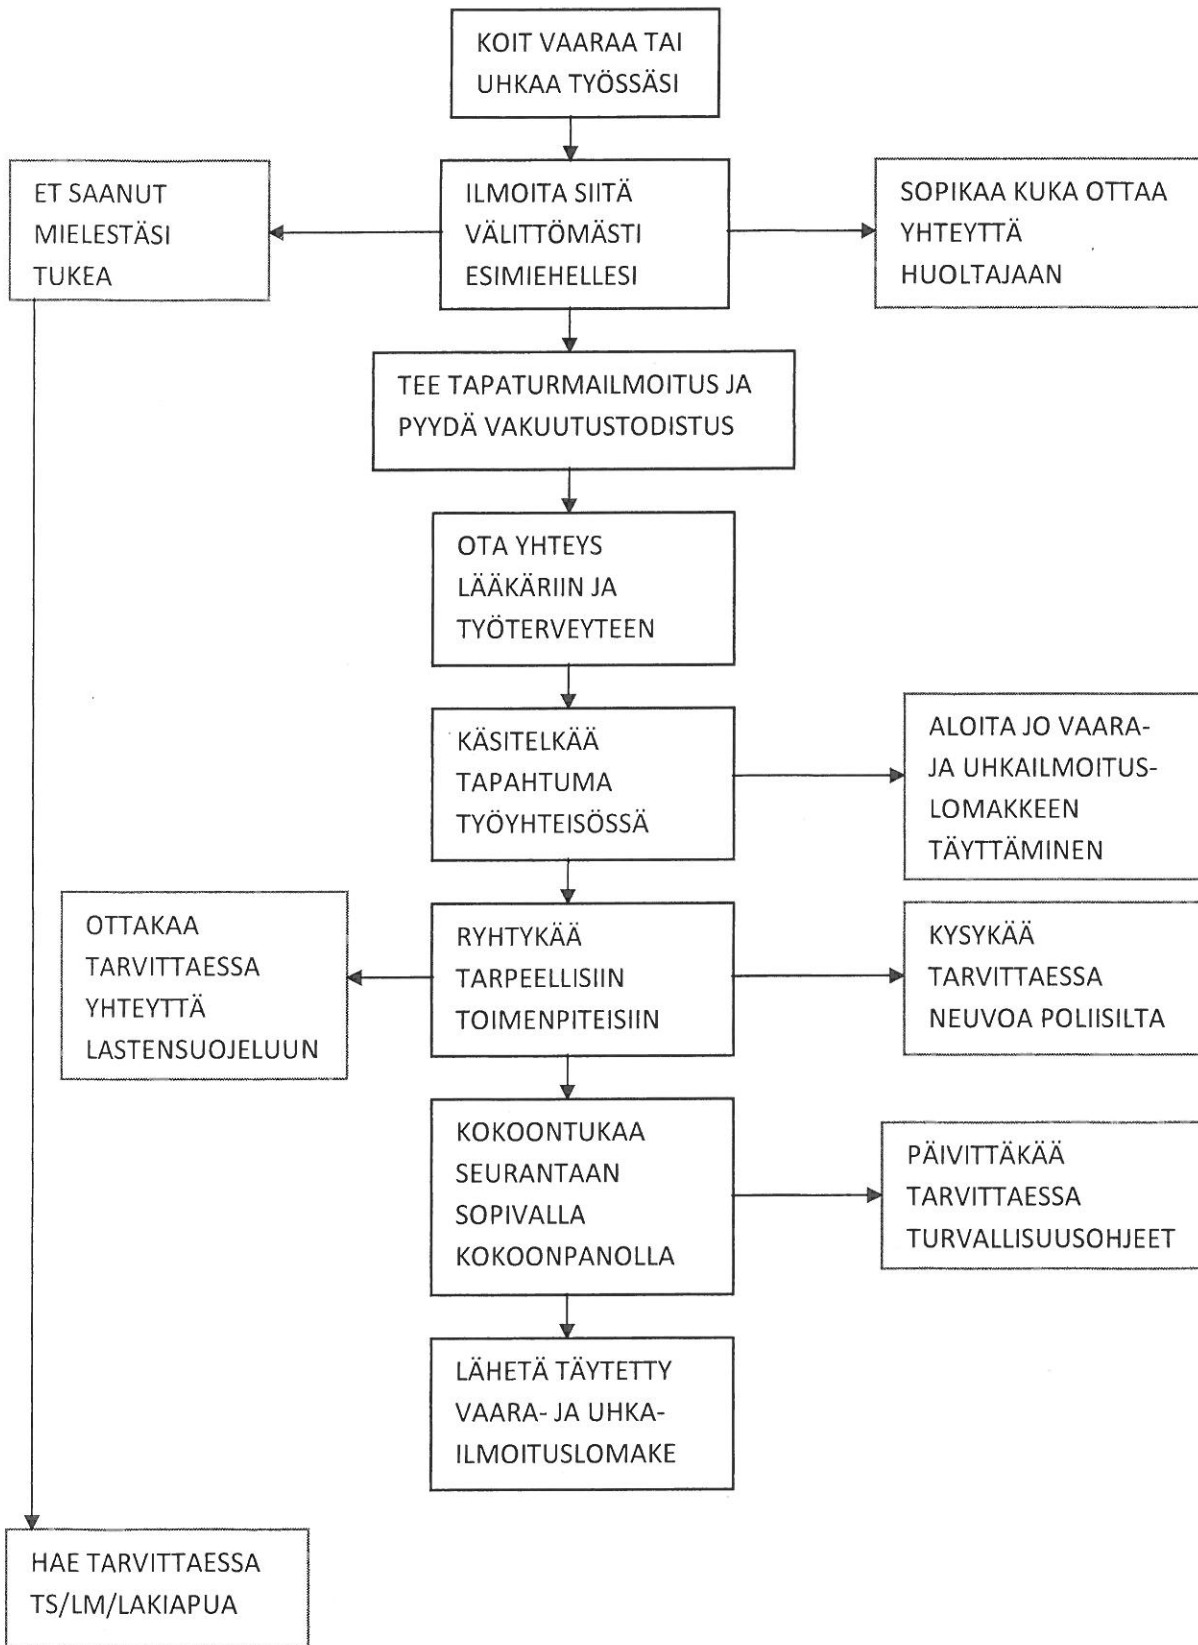 KOIT VAARAA TAI
UHKAA TYÖSSÄSI
ET SAANUT
MIELESTÄSI
TUKEA
ILMOITA SIITÄ
VÄLITTÖMÄSTI
ESIMIEHELLESI
SOPIKAA KUKA OTTAA
YHTEYTTÄ
HUOLTAJAAN
TEE TAPATURMAILMOITUS JA
PYYDÄ VAKUUTUSTODISTUS
OTA YHTEYS
LÄÄKÄRIIN JA
TYÖTERVEYTEEN
KÄSITELKÄÄ
TAPAHTUMA
TYÖYHTEISÖSSÄ
ALOITA JO VAARA-
JA UHKAILMOITUS-
LOMAKKEEN
TÄYTTÄMINEN
OTTAKAA
TARVITTAESSA
YHTEYTTÄ
LASTENSUOJELUUN
RYHTYKÄÄ
TARPEELLISIIN
TOIMENPITEISIIN
KYSYKÄÄ
TARVITTAESSA
NEUVOA POLIISILTA
KOKOONTUKAA
SEURANTAAN
SOPIVALLA
KOKOONPANOLLA
PÄIVITTÄKÄÄ
TARVITTAESSA
TURVALLISUUSOHJEET
LÄHETÄ TÄYTETTY
VAARA- JA UHKA-
ILMOITUSLOMAKE
HAE TARVITTAESSA
TS/LM/LAKIAPUA